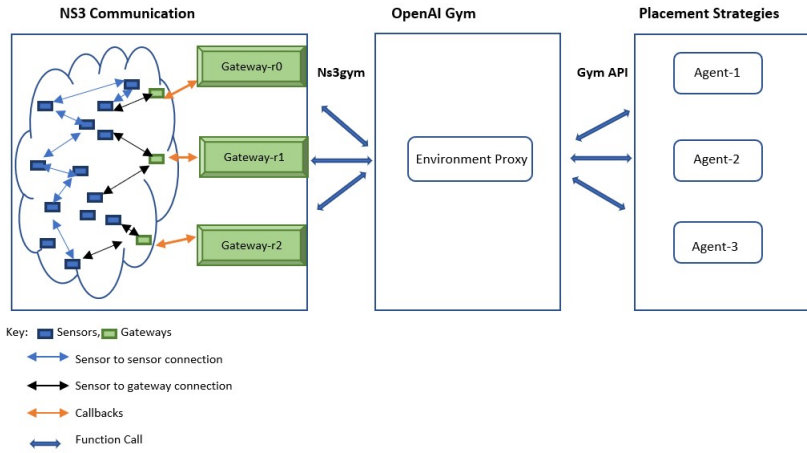 NS3 Communication
OpenAI Gym
Placement Strategies
Gateway-r0
Ns3gym
Gym API
Agent-1
Gateway-r1
Environment Proxy
Agent-2
Gateway-r2
Agent-3
Key: Sensors, Gateways
Sensor to sensor connection
Sensor to gateway connection
Callbacks
Function Call